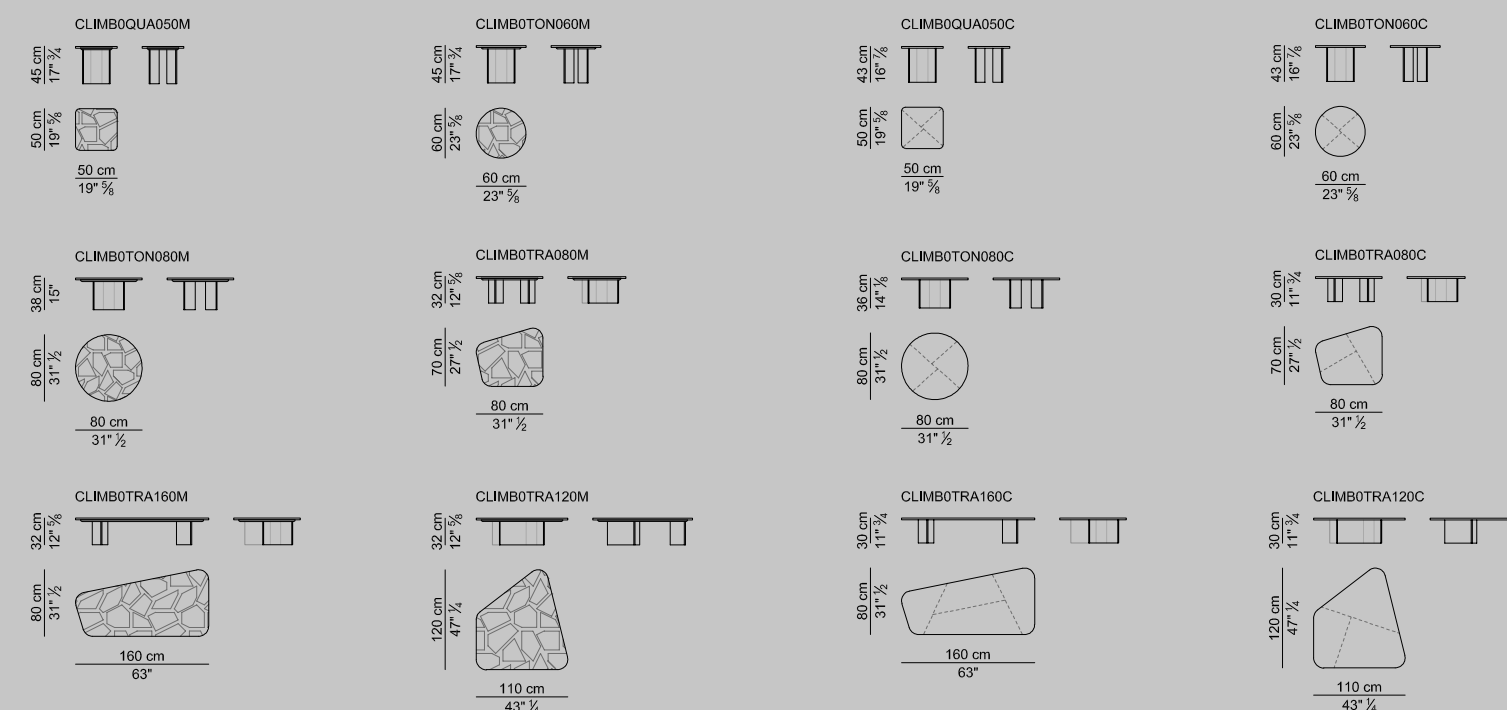 CLIMB0QUA050M
45 cm
17" ¾
50 cm
19" ⅝
50 cm
19" ⅝
CLIMB0TON060M
45 cm
17" ¾
60 cm
23" ⅝
60 cm
23" ⅝
CLIMB0QUA050C
43 cm
16" ⅞
50 cm
19" ⅝
50 cm
19" ⅝
CLIMB0TON060C
43 cm
16" ⅞
60 cm
23" ⅝
60 cm
23" ⅝
CLIMB0TON080M
38 cm
15"
80 cm
31" ½
80 cm
31" ½
CLIMB0TRA080M
32 cm
12" ⅝
70 cm
27" ½
80 cm
31" ½
CLIMB0TON080C
36 cm
14" ⅛
80 cm
31" ½
80 cm
31" ½
CLIMB0TRA080C
30 cm
11" ¾
70 cm
27" ½
80 cm
31" ½
CLIMB0TRA160M
32 cm
12" ⅝
80 cm
31" ½
160 cm
63"
CLIMB0TRA120M
32 cm
12" ⅝
120 cm
47" ¼
110 cm
43" ¼
CLIMB0TRA160C
30 cm
11" ¾
80 cm
31" ½
160 cm
63"
CLIMB0TRA120C
30 cm
11" ¾
120 cm
47" ¼
110 cm
43" ¼